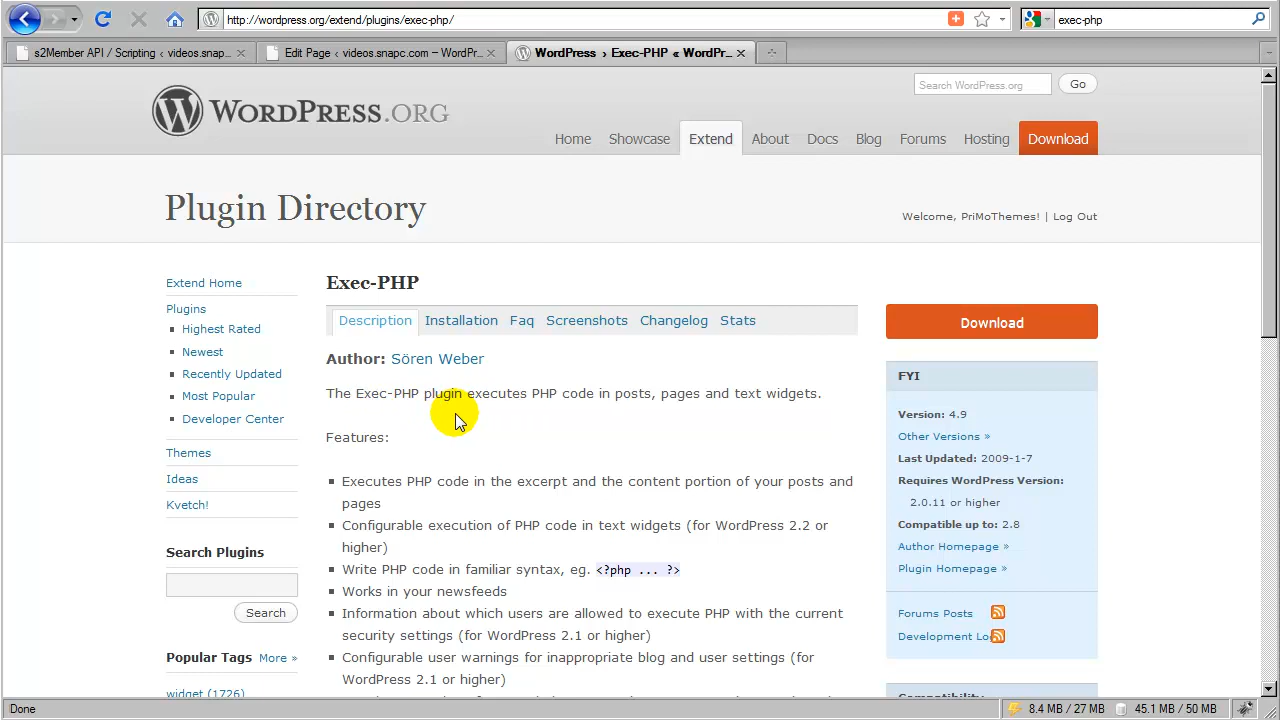 http://wordpress.org/extend/plugins/exec-php/
exec-php
s2Member API / Scripting ‹ videos.snap...
Edit Page ‹ videos.snapc.com — WordPr...
WordPress › Exec-PHP « WordPr...
Search WordPress.org
Go
WORDPRESS.ORG
Home Showcase Extend About Docs Blog Forums Hosting Download
Plugin Directory
Welcome, PriMoThemes! | Log Out
Extend Home
Plugins
Highest Rated
Newest
Recently Updated
Most Popular
Developer Center
Themes
Ideas
Kvetch!
Search Plugins
Search
Popular Tags More »
widget (1726)
Exec-PHP
Description Installation Faq Screenshots Changelog Stats
Author: Sören Weber
The Exec-PHP plugin executes PHP code in posts, pages and text widgets.
Features:
Executes PHP code in the excerpt and the content portion of your posts and
pages
Configurable execution of PHP code in text widgets (for WordPress 2.2 or
higher)
Write PHP code in familiar syntax, eg. <?php ... ?>
Works in your newsfeeds
Information about which users are allowed to execute PHP with the current
security settings (for WordPress 2.1 or higher)
Configurable user warnings for inappropriate blog and user settings (for
WordPress 2.1 or higher)
Download
FYI
Version: 4.9
Other Versions »
Last Updated: 2009-1-7
Requires WordPress Version:
2.0.11 or higher
Compatible up to: 2.8
Author Homepage »
Plugin Homepage »
Forums Posts
Development Lo
Compatibility
Done
8.4 MB / 27 MB
45.1 MB / 50 MB